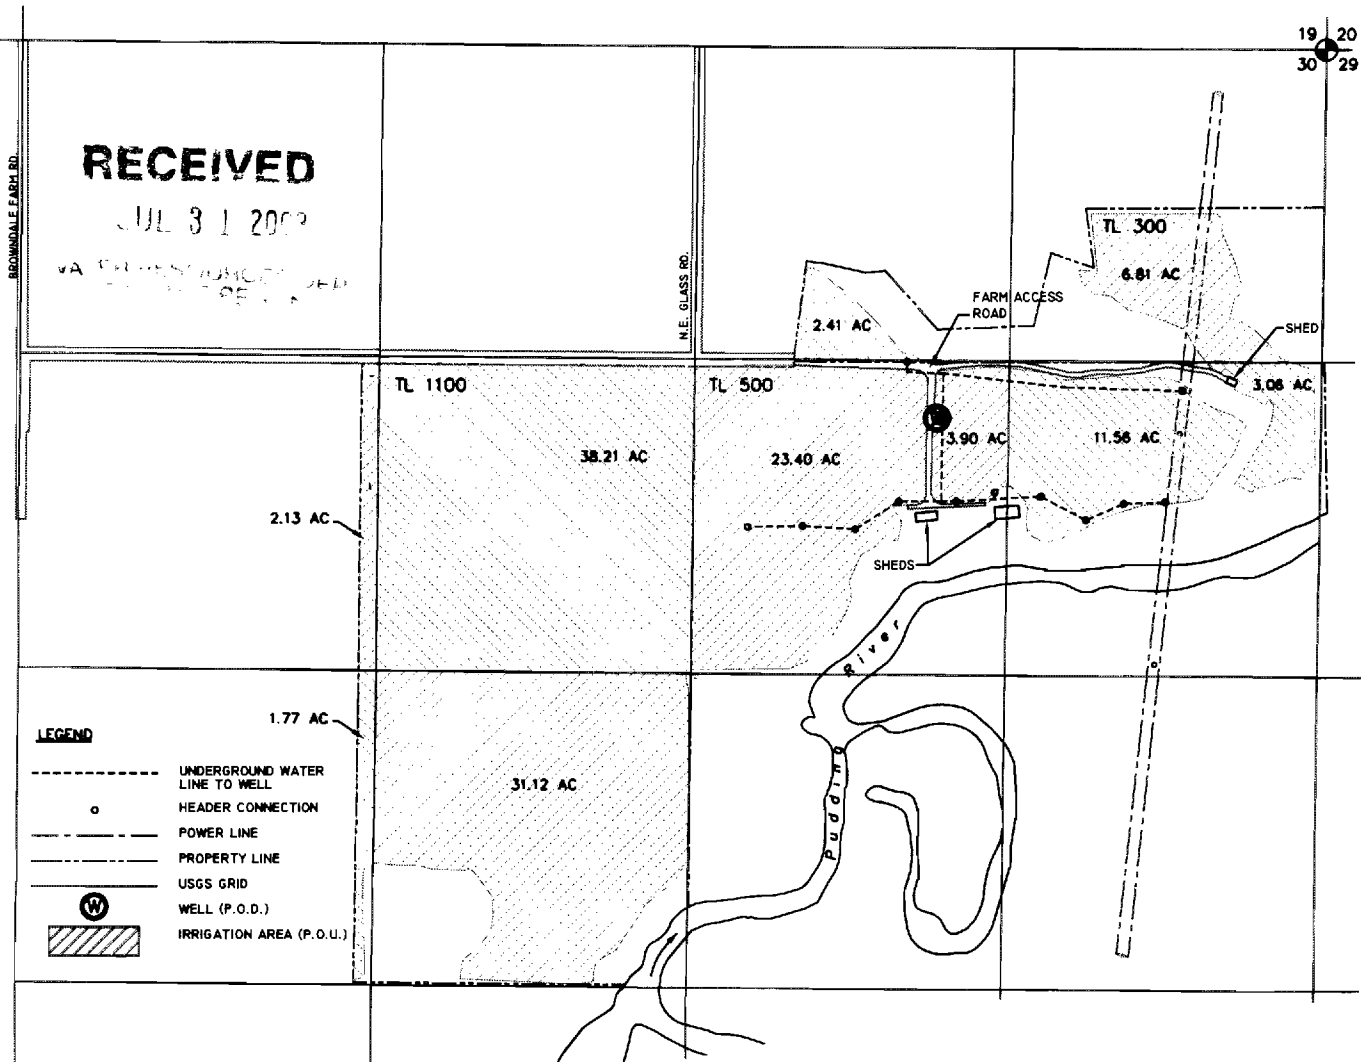 19 20
30 29
BROWNDALE FARM RD.
RECEIVED
JUL 31
N.E. GLASS RD.
TL 300
6.81 AC
FARM ACCESS
ROAD
2.41 AC
SHED
TL 1100
TL 500
3.06 AC
38.21 AC
23.40 AC
3.90 AC
11.56 AC
2.13 AC
SHEDS
Pudding River
1.77 AC
31.12 AC
LEGEND
UNDERGROUND WATER
LINE TO WELL
HEADER CONNECTION
POWER LINE
PROPERTY LINE
USGS GRID
W
WELL (P.O.D.)
IRRIGATION AREA (P.O.U.)